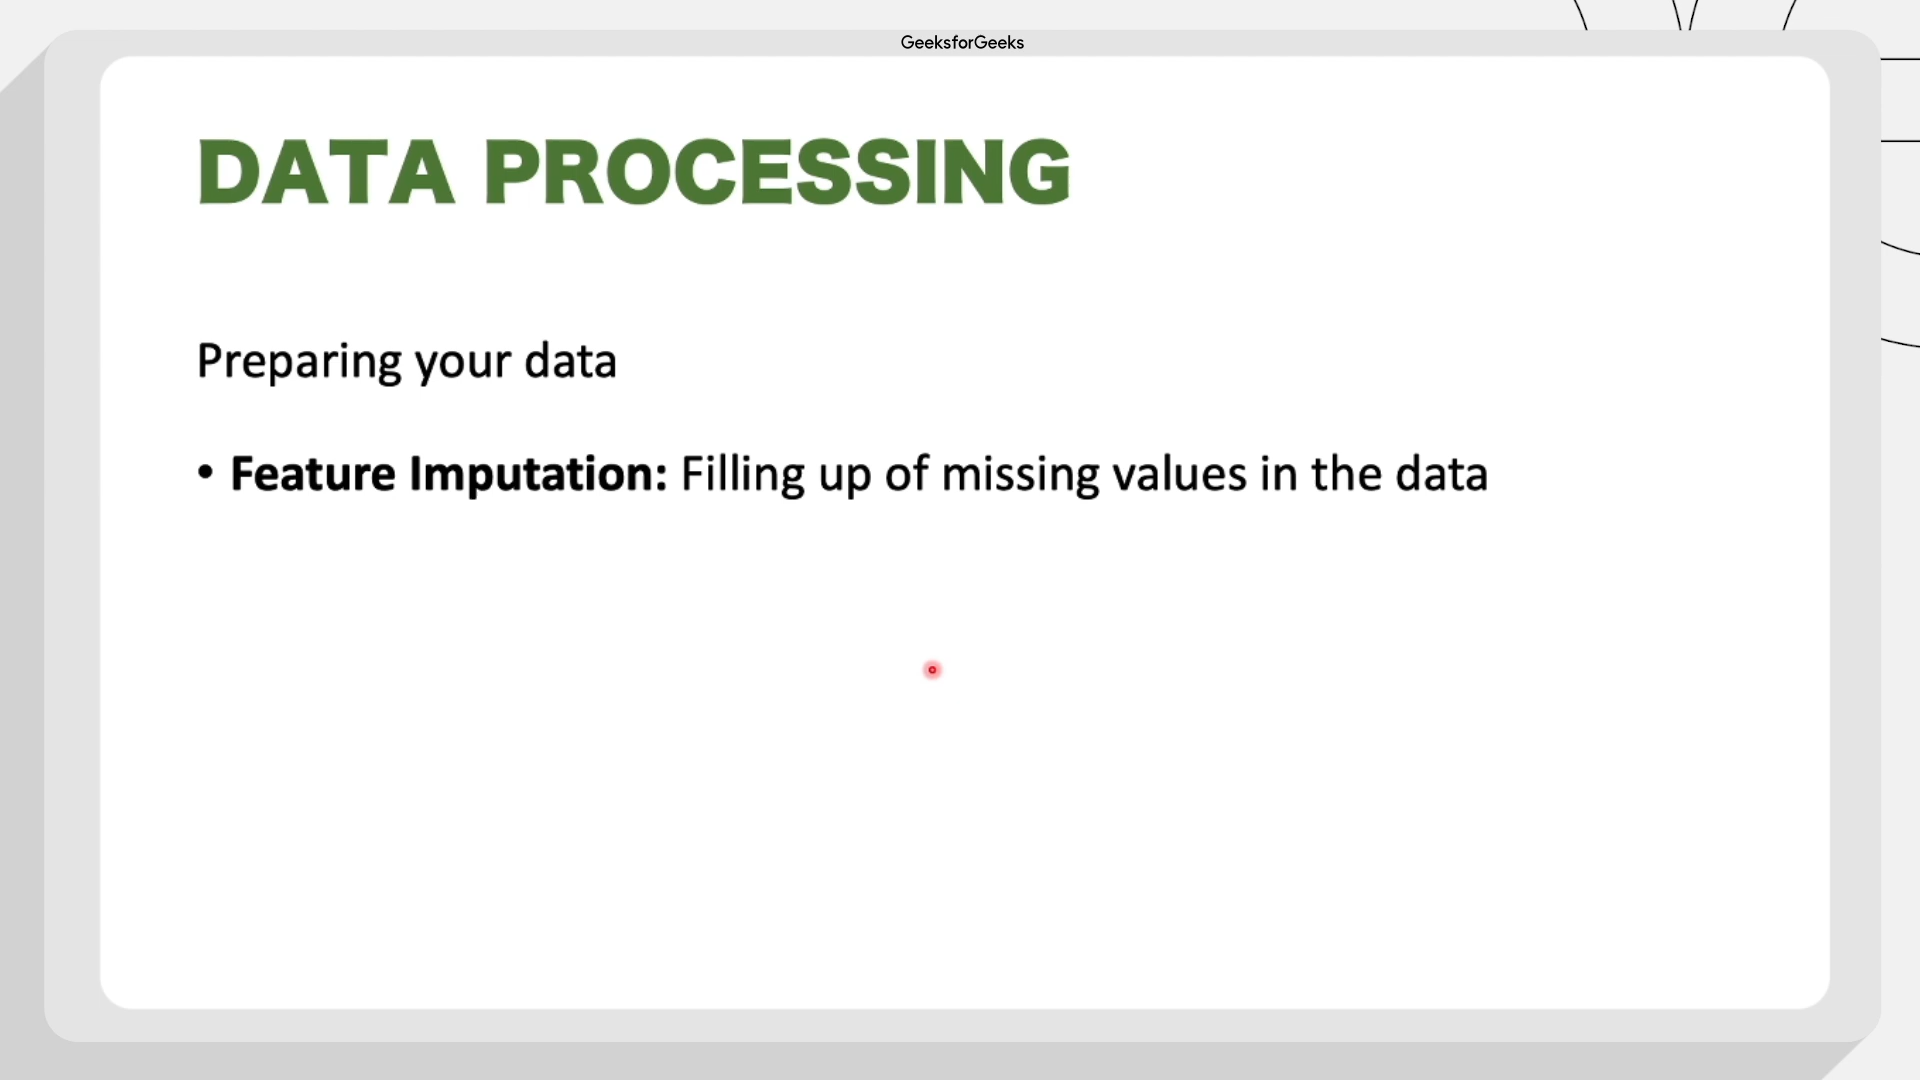 GeeksforGeeks
DATA PROCESSING
Preparing your data
• Feature Imputation: Filling up of missing values in the data